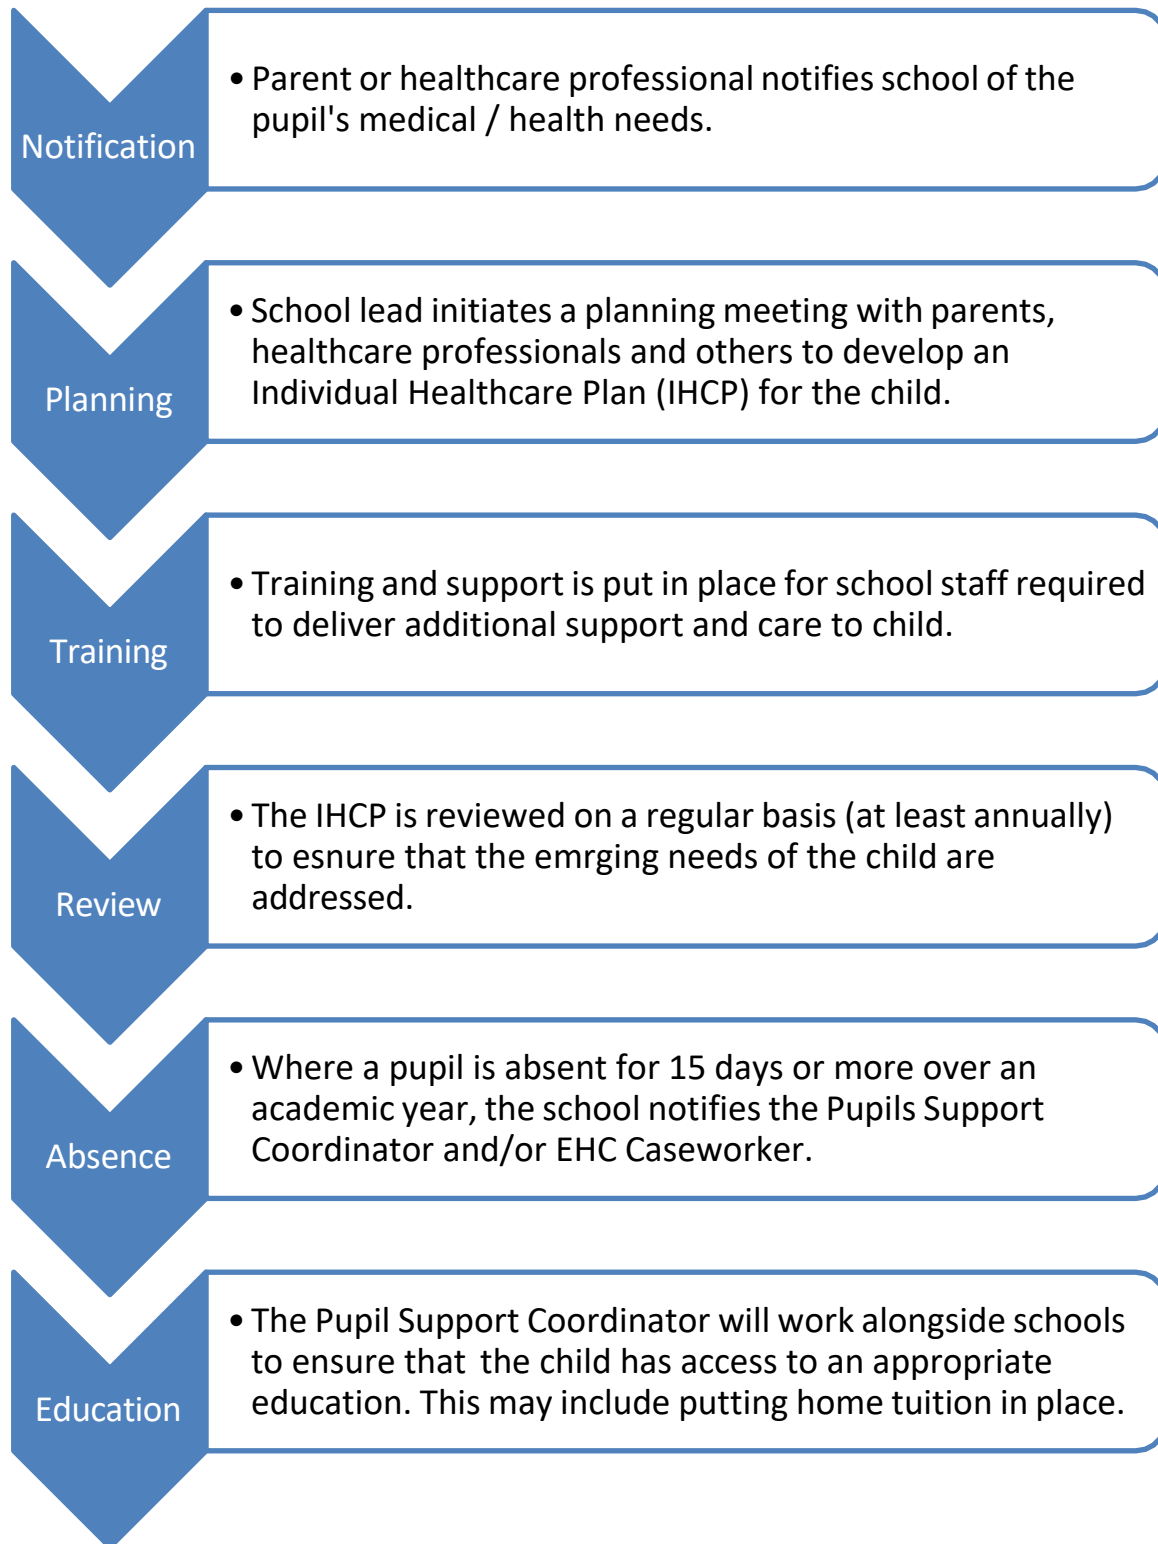 Notification
• Parent or healthcare professional notifies school of the
pupil's medical / health needs.
Planning
• School lead initiates a planning meeting with parents,
healthcare professionals and others to develop an
Individual Healthcare Plan (IHCP) for the child.
Training
• Training and support is put in place for school staff required
to deliver additional support and care to child.
Review
• The IHCP is reviewed on a regular basis (at least annually)
to esnure that the emrging needs of the child are
addressed.
Absence
• Where a pupil is absent for 15 days or more over an
academic year, the school notifies the Pupils Support
Coordinator and/or EHC Caseworker.
Education
• The Pupil Support Coordinator will work alongside schools
to ensure that  the child has access to an appropriate
education. This may include putting home tuition in place.